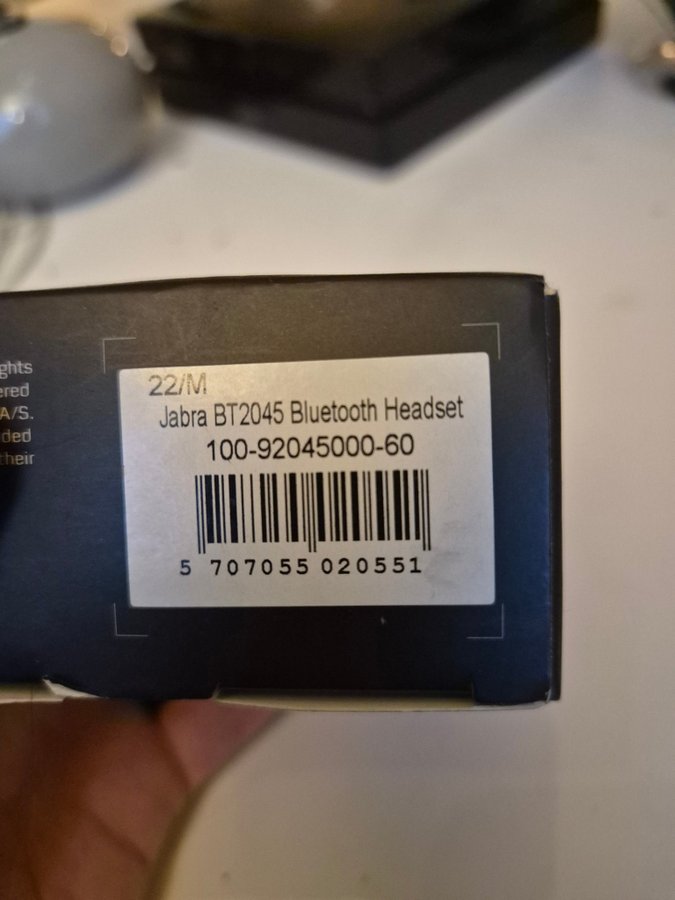 ghts
ered
A/S.
ded
their
22/M
Jabra BT2045 Bluetooth Headset
100-92045000-60
5 707055 020551